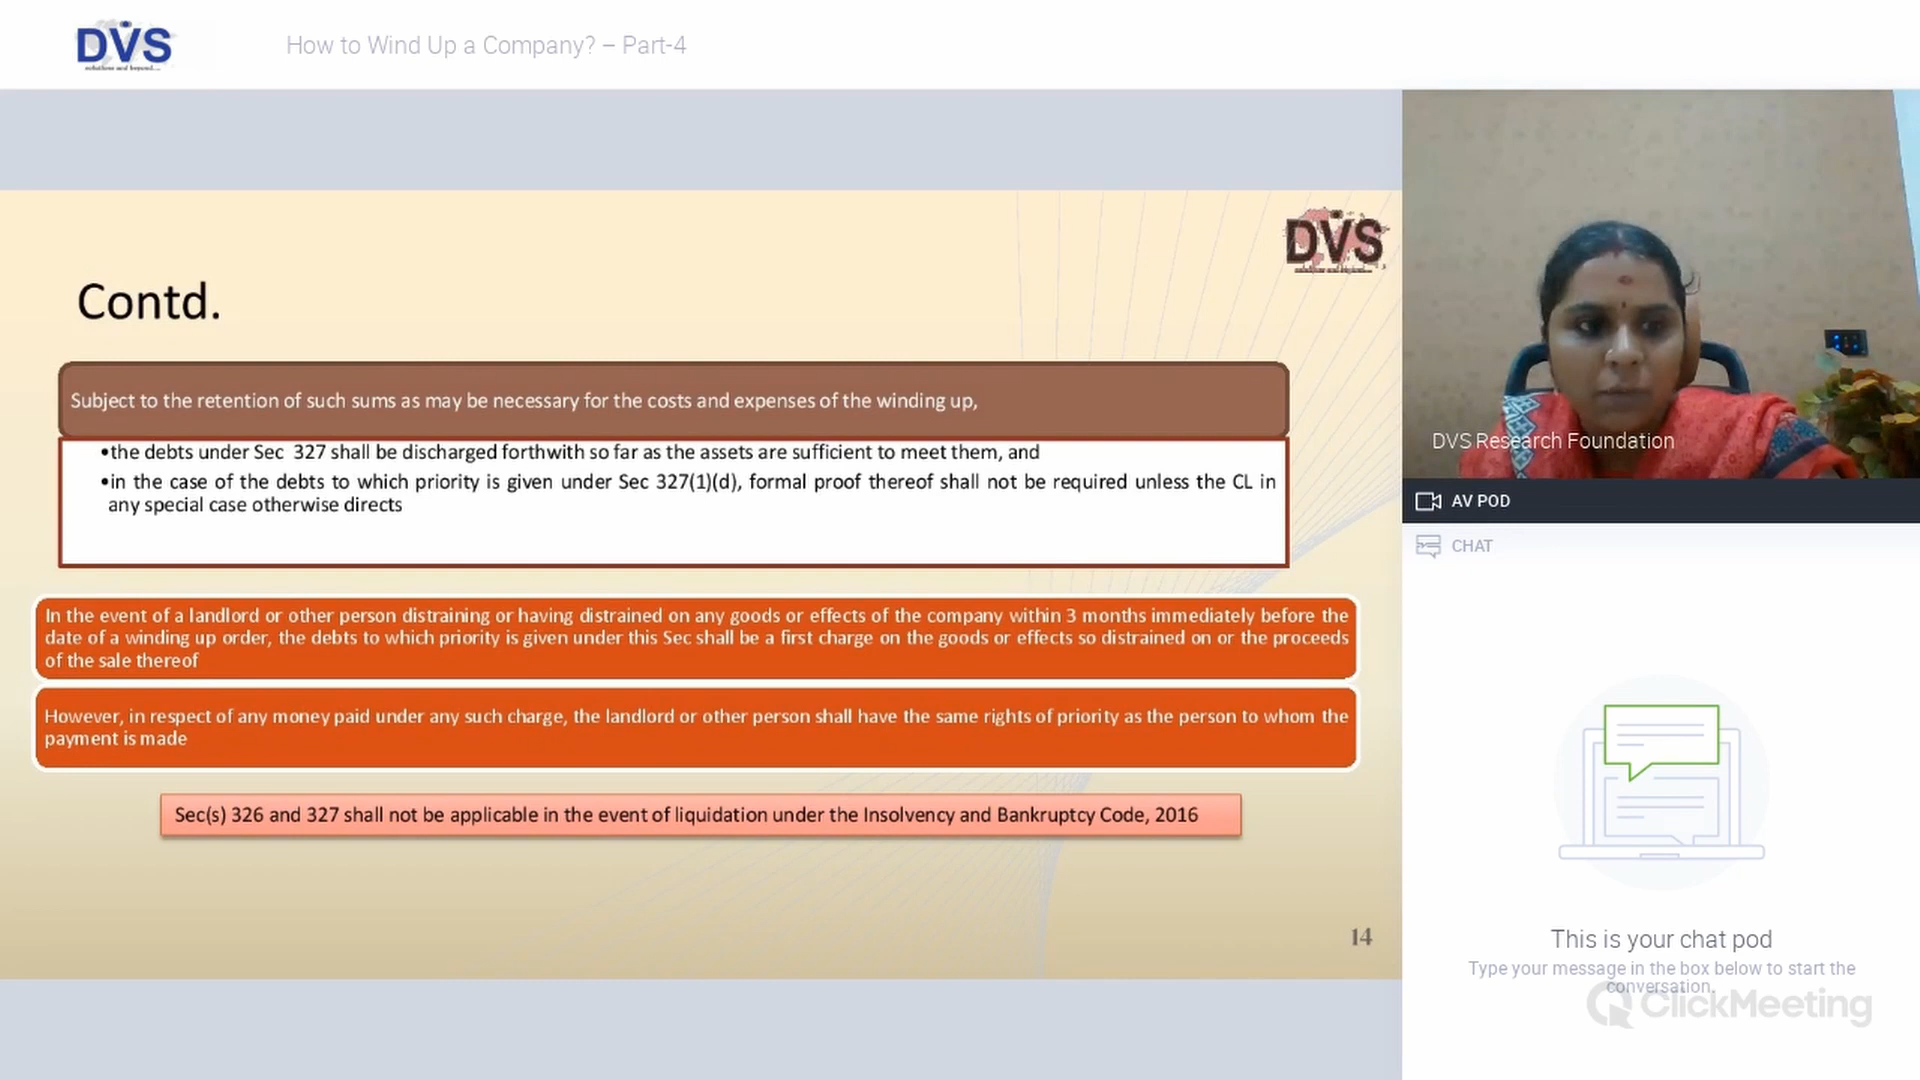 DVS
solutions and beyond....
How to Wind Up a Company? – Part-4
DVS
Contd.
Subject to the retention of such sums as may be necessary for the costs and expenses of the winding up,
•the debts under Sec 327 shall be discharged forthwith so far as the assets are sufficient to meet them, and
•in the case of the debts to which priority is given under Sec 327(1)(d), formal proof thereof shall not be required unless the CL in
any special case otherwise directs
In the event of a landlord or other person distraining or having distrained on any goods or effects of the company within 3 months immediately before the
date of a winding up order, the debts to which priority is given under this Sec shall be a first charge on the goods or effects so distrained on or the proceeds
of the sale thereof
However, in respect of any money paid under any such charge, the landlord or other person shall have the same rights of priority as the person to whom the
payment is made
Sec(s) 326 and 327 shall not be applicable in the event of liquidation under the Insolvency and Bankruptcy Code, 2016
14
DVS Research Foundation
AV POD
CHAT
This is your chat pod
Type your message in the box below to start the
conversation.
ClickMeeting